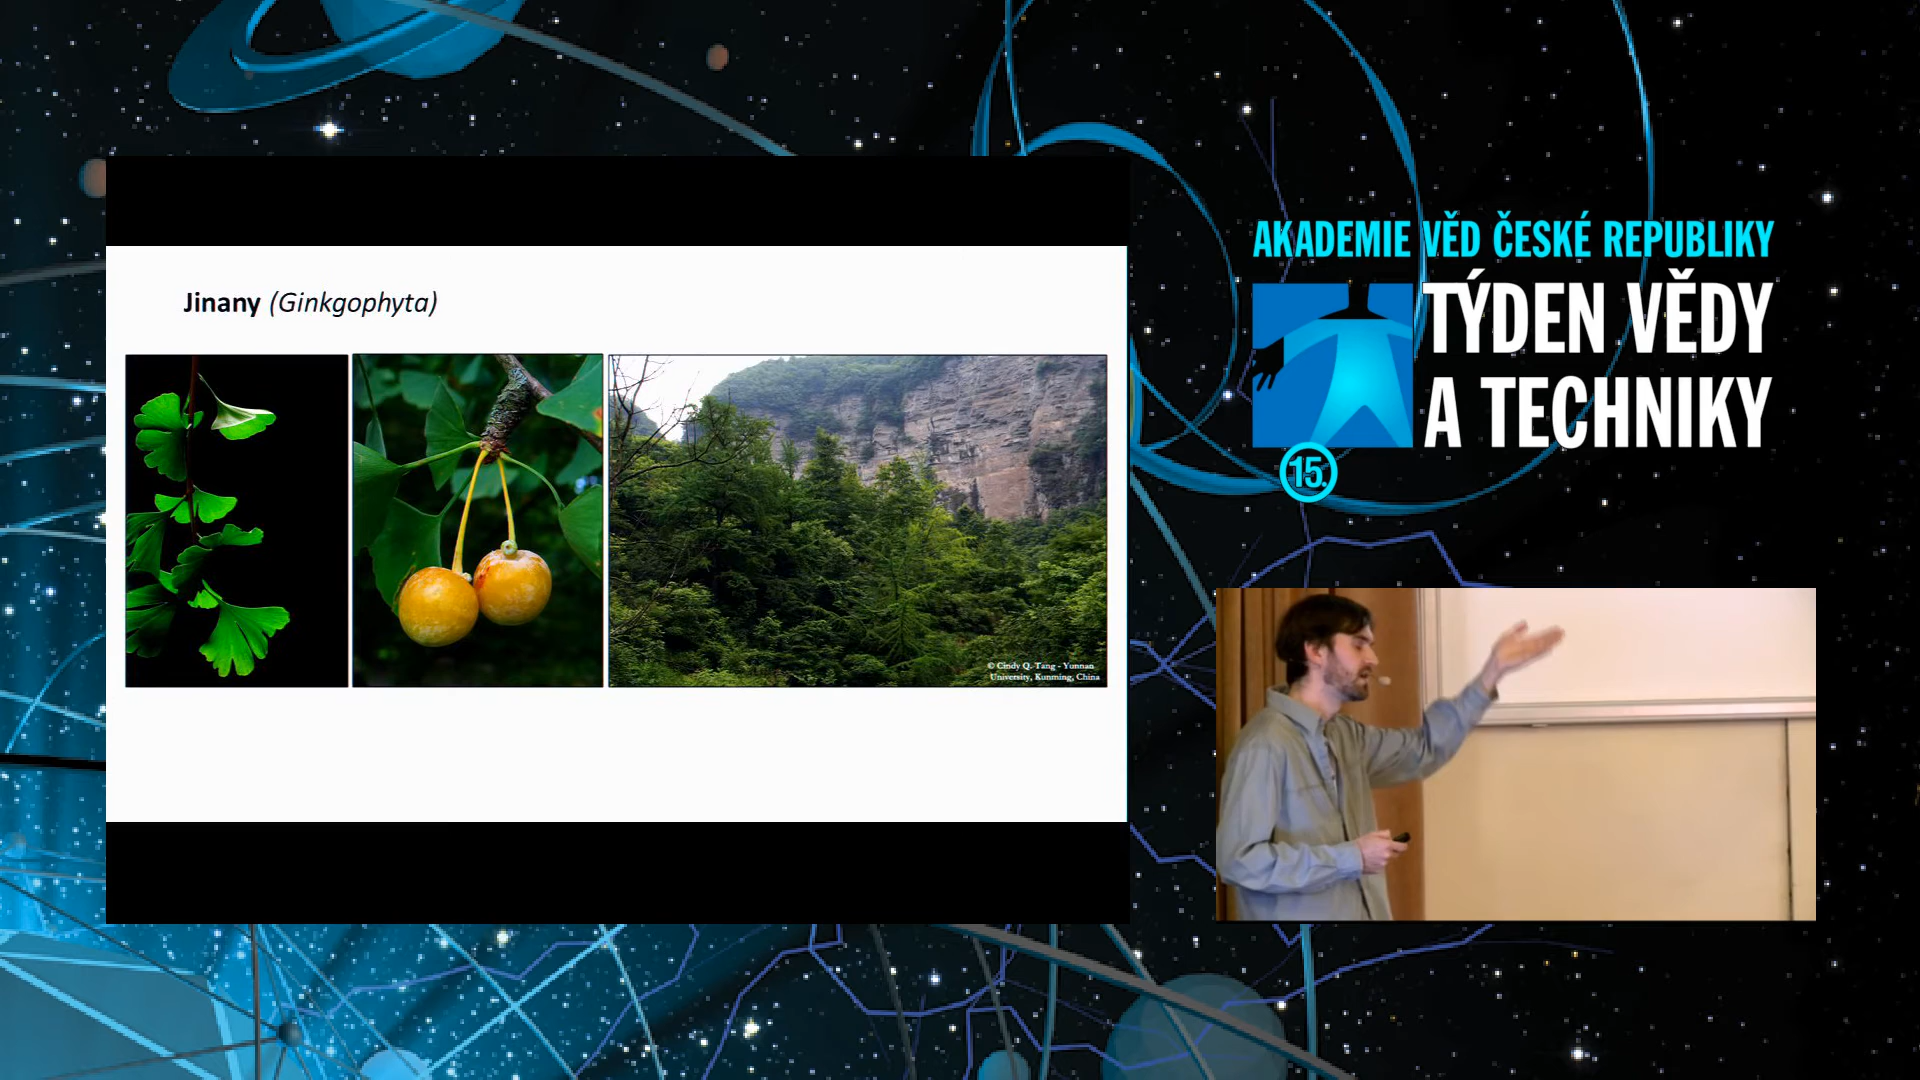 Jinany (Ginkgophyta)
© Cindy Q. Tang - Yunnan
University, Kunming, China
AKADEMIE VĚD ČESKÉ REPUBLIKY
TÝDEN VĚDY
A TECHNIKY
15.